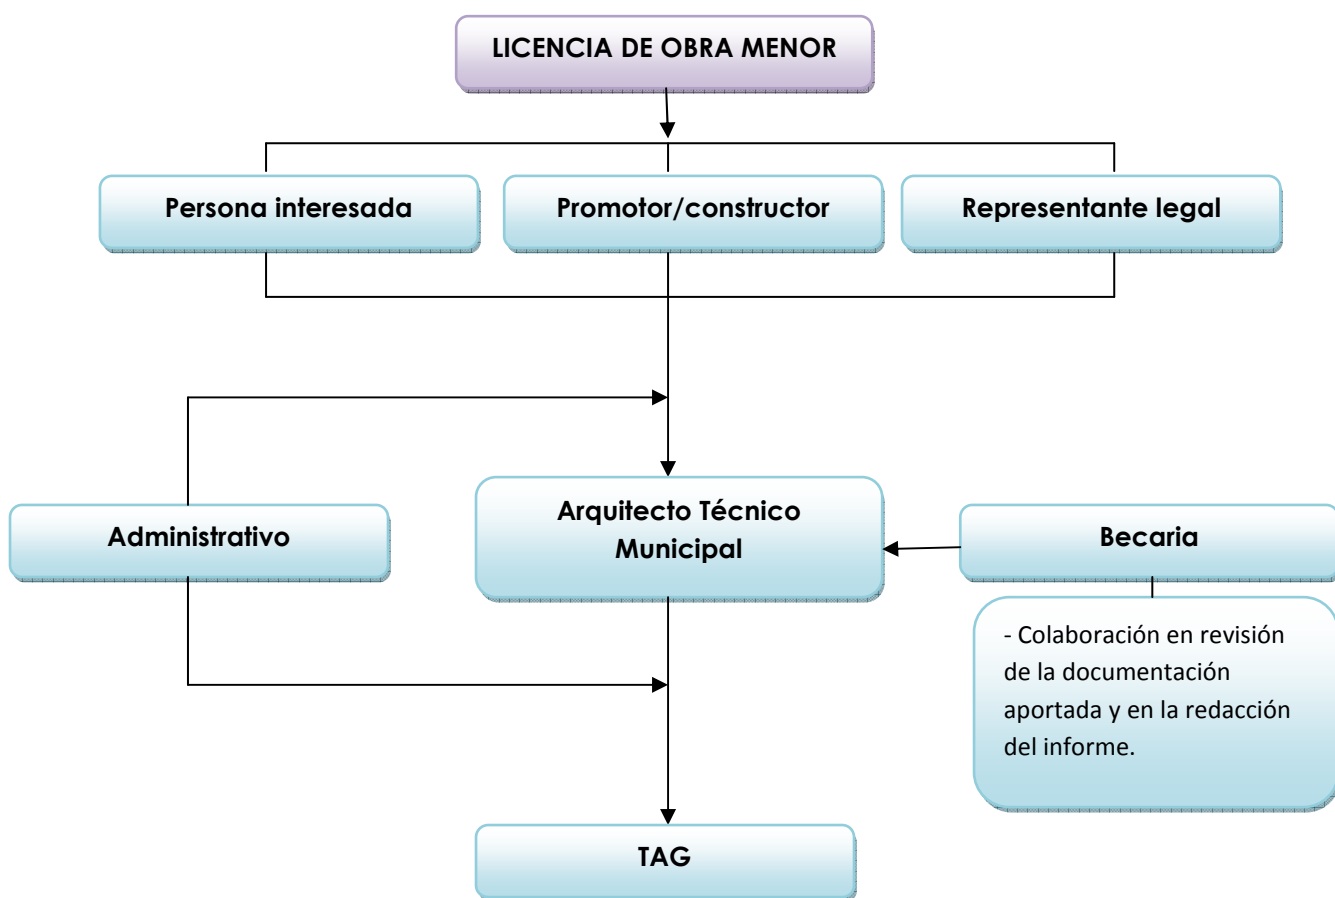 LICENCIA DE OBRA MENOR
Persona interesada
Promotor/constructor
Representante legal
Administrativo
Arquitecto Técnico
Municipal
Becaria
- Colaboración en revisión
de la documentación
aportada y en la redacción
del informe.
TAG